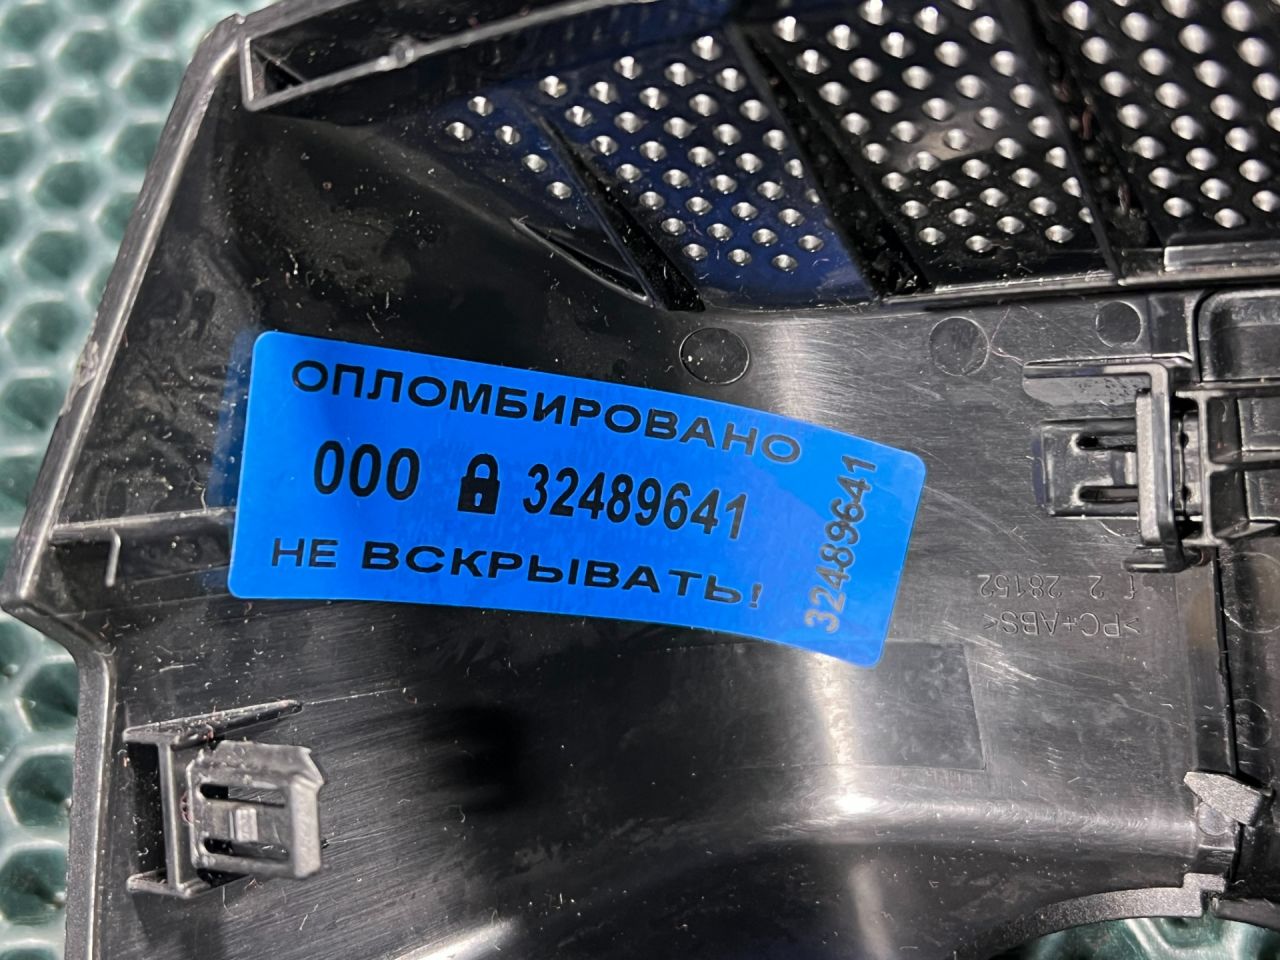 ОПЛОМБИРОВАНО
000 32489641
НЕ ВСКРЫВАТЬ!
32489641
>PC+ABS<
f 2 28152